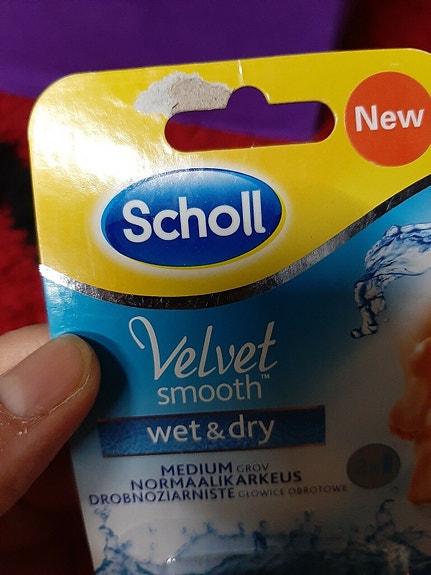 New
Scholl
Velvet
smooth™
wet & dry
MEDIUM GROV
NORMAALIKARKEUS
DROBNOZIARNISTE GŁOWICE OBROTOWE